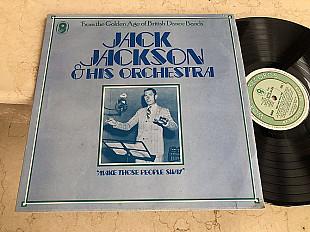 From the Golden Age of British Dance Bands
JACK
JACKSON
& HIS ORCHESTRA
"MAKE THOSE PEOPLE SWAY"